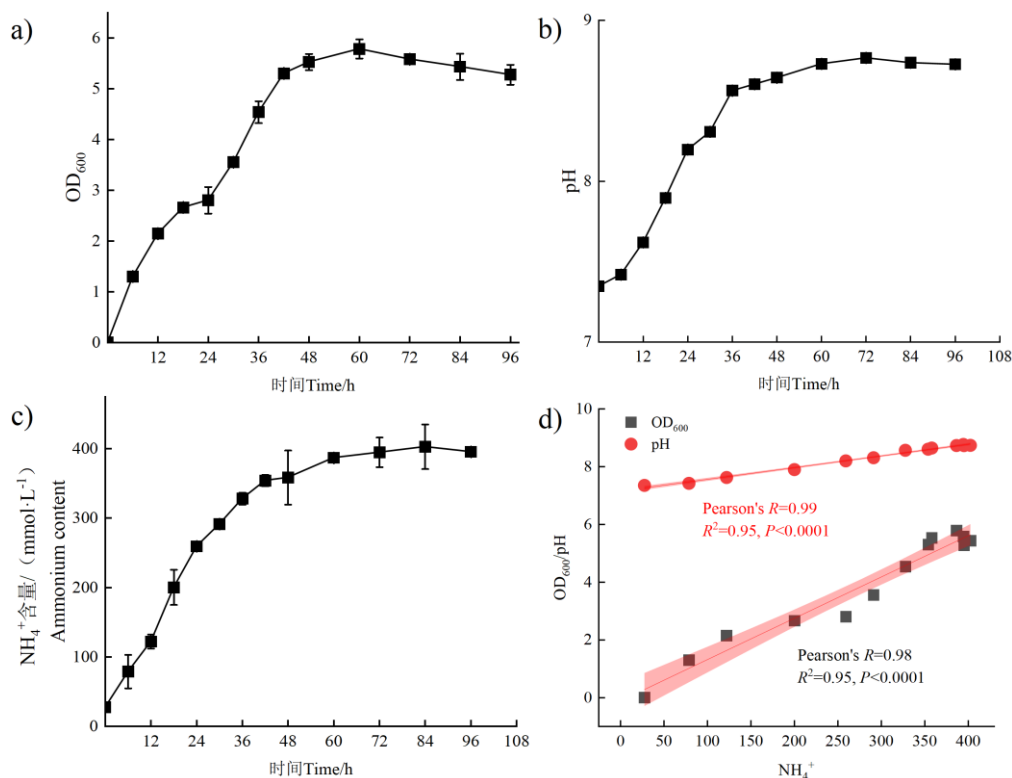 a)
OD₆₀₀
6
5
4
3
2
1
0
12 24 36 48 60 72 84 96
时间Time/h
b)
pH
9
8
7
12 24 36 48 60 72 84 96 108
时间Time/h
c)
NH₄⁺含量/（mmol·L⁻¹）
Ammonium content
400
300
200
100
0
12 24 36 48 60 72 84 96 108
时间Time/h
d)
OD₆₀₀
pH
OD₆₀₀/pH
10
8
6
4
2
0
Pearson's R=0.99
R²=0.95, P<0.0001
Pearson's R=0.98
R²=0.95, P<0.0001
0 50 100 150 200 250 300 350 400
NH₄⁺